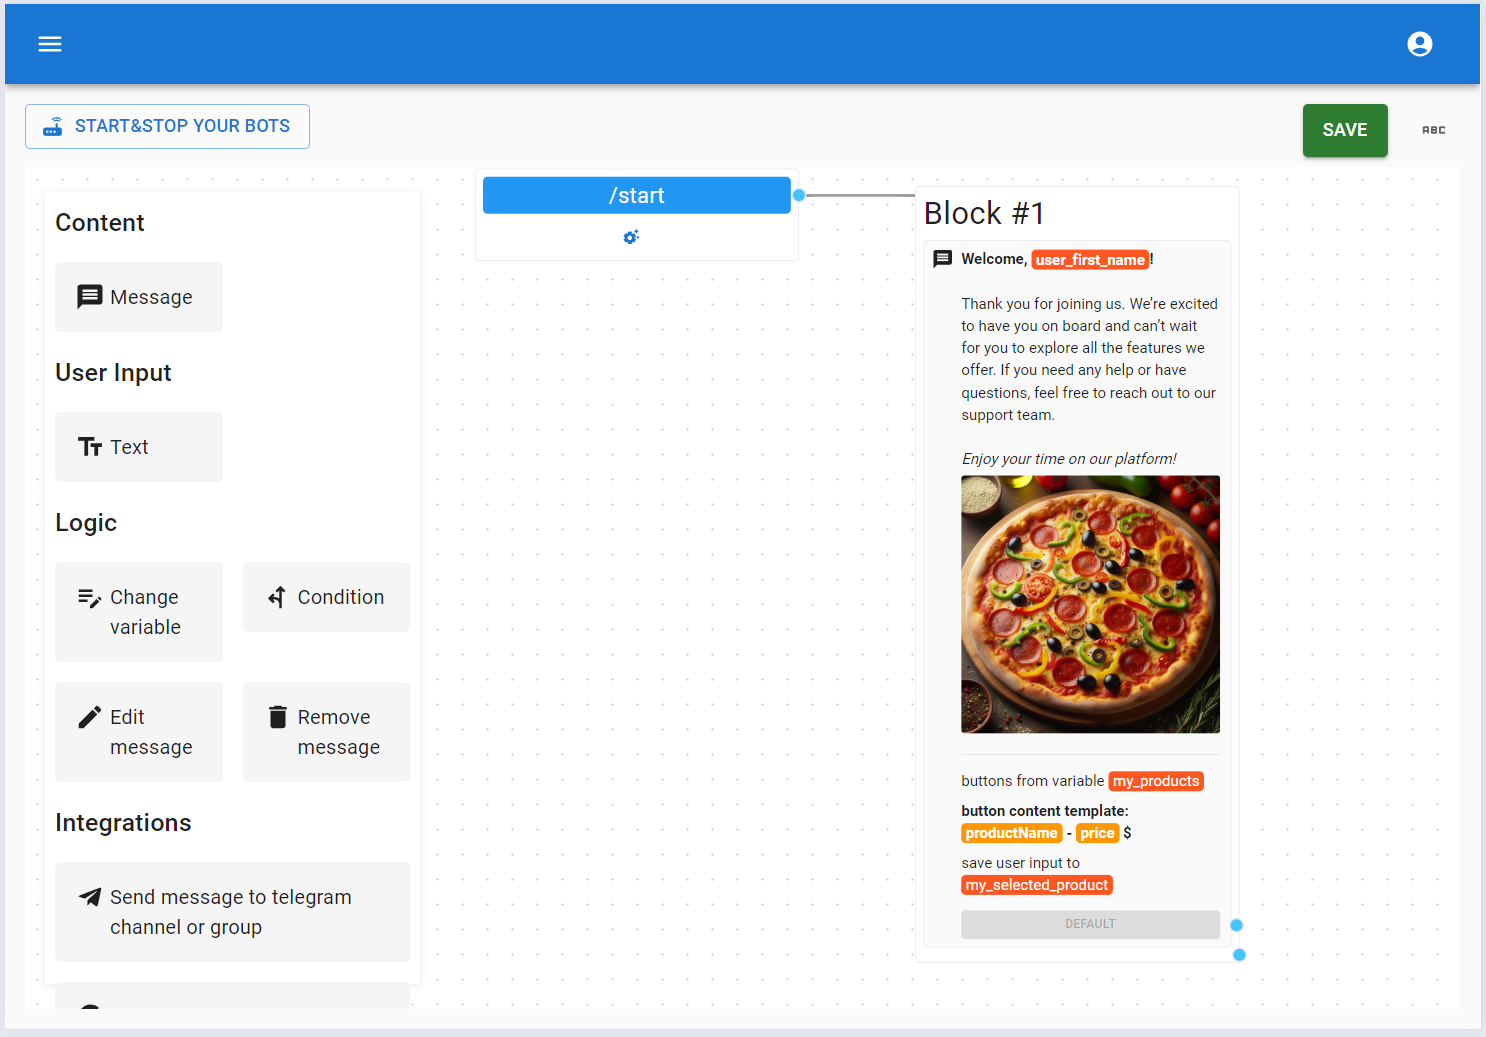 START&STOP YOUR BOTS
SAVE
ABC
Content
Message
User Input
Text
Logic
Change
variable
Condition
Edit
message
Remove
message
Integrations
Send message to telegram
channel or group
/start
Block #1
Welcome, user_first_name!
Thank you for joining us. We’re excited
to have you on board and can’t wait
for you to explore all the features we
offer. If you need any help or have
questions, feel free to reach out to our
support team.
Enjoy your time on our platform!
buttons from variable my_products
button content template:
productName - price $
save user input to
my_selected_product
DEFAULT